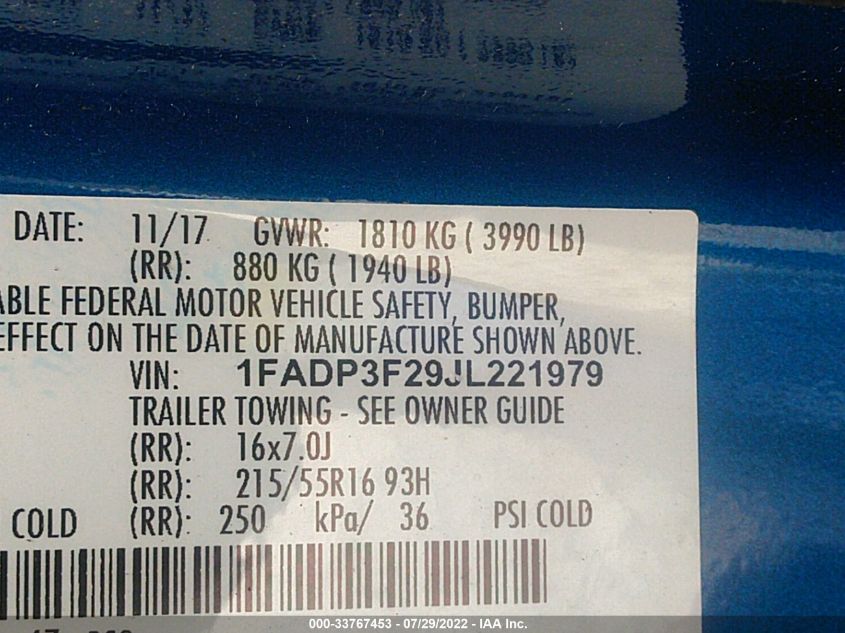 DATE: 11/17 GVWR: 1810 KG ( 3990 LB)
(RR): 880 KG ( 1940 LB)
ABLE FEDERAL MOTOR VEHICLE SAFETY, BUMPER,
EFFECT ON THE DATE OF MANUFACTURE SHOWN ABOVE.
VIN: 1FADP3F29JL221979
TRAILER TOWING - SEE OWNER GUIDE
(RR): 16x7.0J
(RR): 215/55R16 93H
COLD (RR): 250 kPa/ 36 PSI COLD
000-33767453 - 07/29/2022 - IAA Inc.